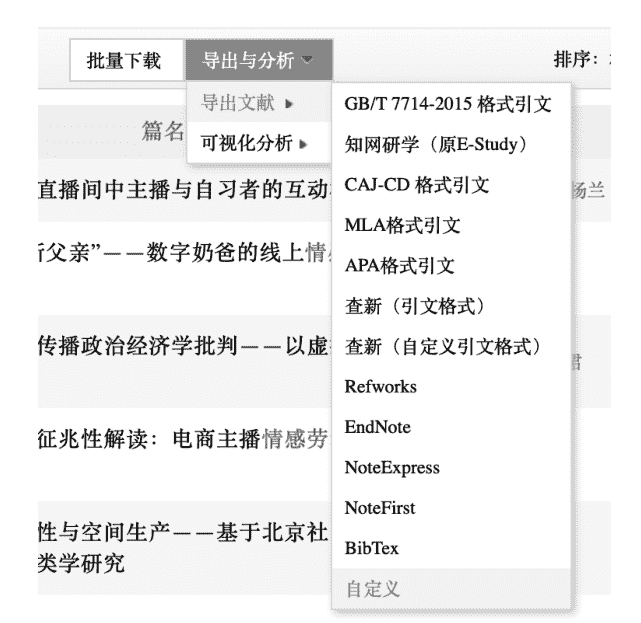 批量下载
导出与分析
排序：
导出文献
可视化分析
GB/T 7714-2015 格式引文
知网研学（原E-Study）
CAJ-CD 格式引文
MLA格式引文
APA格式引文
查新（引文格式）
查新（自定义引文格式）
Refworks
EndNote
NoteExpress
NoteFirst
BibTex
自定义
篇名
直播间中主播与自习者的互动
杨兰
父亲”——数字奶爸的线上情
传播政治经济学批判——以虚
征兆性解读：电商主播情感劳
性与空间生产——基于北京社
类学研究